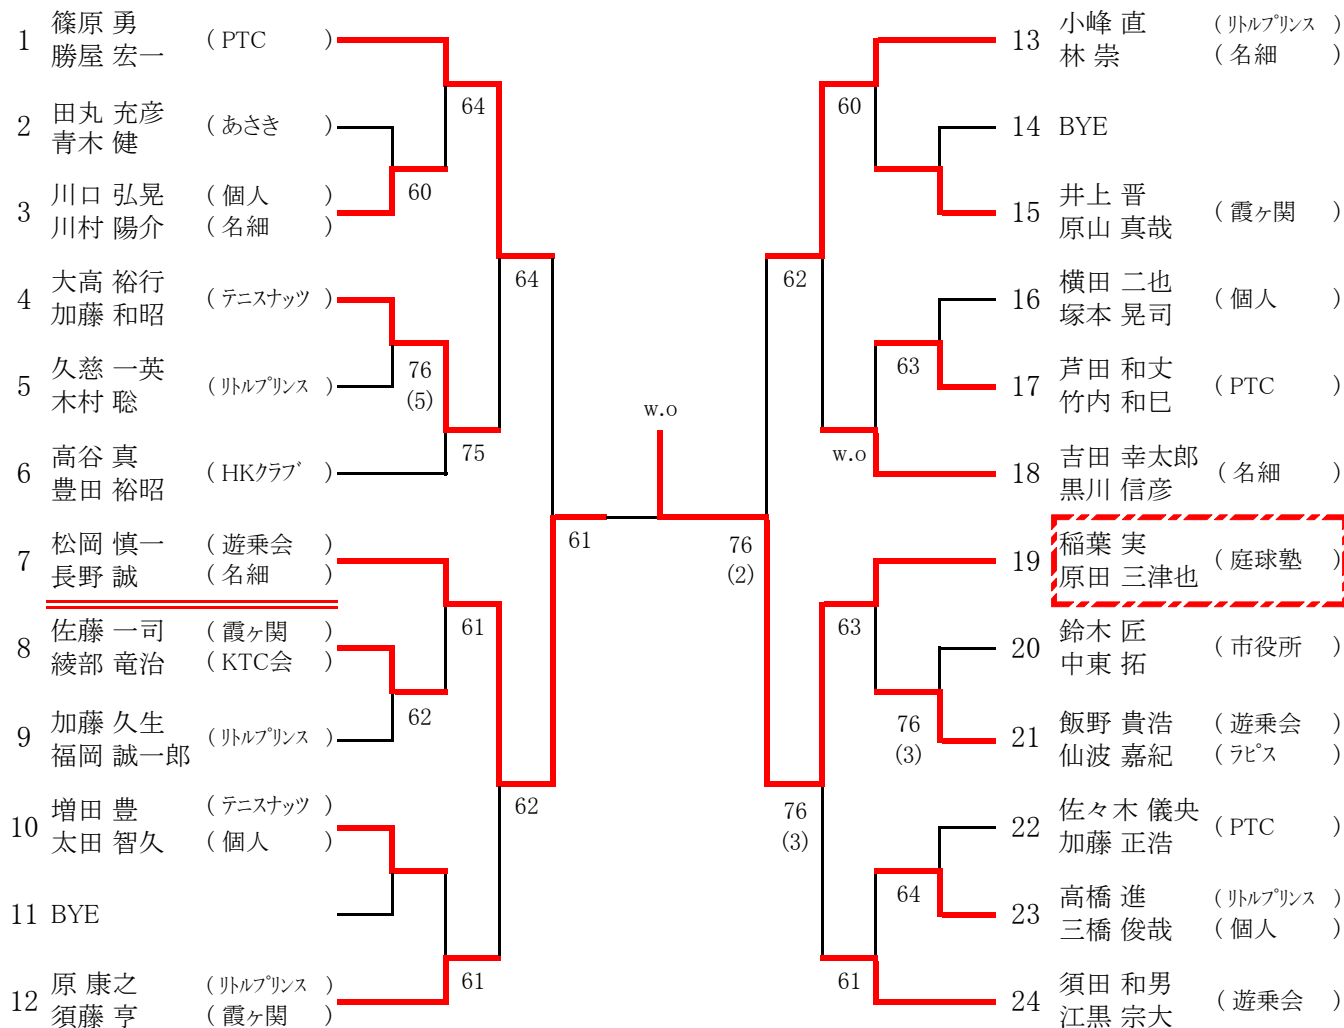 1 篠原 勇 ( PTC )
勝屋 宏一
2 田丸 充彦 ( あさき )
青木 健
3 川口 弘晃 ( 個人 )
川村 陽介 ( 名細 )
4 大高 裕行 ( テニスナッツ )
加藤 和昭
5 久慈 一英 ( リトルプリンス )
木村 聡
6 高谷 真 ( HKクラブ )
豊田 裕昭
7 松岡 慎一 ( 遊乗会 )
長野 誠 ( 名細 )
8 佐藤 一司 ( 霞ヶ関 )
綾部 竜治 ( KTC会 )
9 加藤 久生 ( リトルプリンス )
福岡 誠一郎
10 増田 豊 ( テニスナッツ )
太田 智久 ( 個人 )
11 BYE
12 原 康之 ( リトルプリンス )
須藤 亨 ( 霞ヶ関 )
64
60
76
(5)
75
61
62
61
64
62
61
w.o
76
(2)
62
76
(3)
60
63
w.o
63
76
(3)
64
61
13 小峰 直 ( リトルプリンス )
林 崇 ( 名細 )
14 BYE
15 井上 晋 ( 霞ヶ関 )
原山 真哉
16 横田 二也 ( 個人 )
塚本 晃司
17 芦田 和丈 ( PTC )
竹内 和巳
18 吉田 幸太郎 ( 名細 )
黒川 信彦
19 稲葉 実 ( 庭球塾 )
原田 三津也
20 鈴木 匠 ( 市役所 )
中東 拓
21 飯野 貴浩 ( 遊乗会 )
仙波 嘉紀 ( ラピス )
22 佐々木 儀央 ( PTC )
加藤 正浩
23 高橋 進 ( リトルプリンス )
三橋 俊哉 ( 個人 )
24 須田 和男 ( 遊乗会 )
江黒 宗大